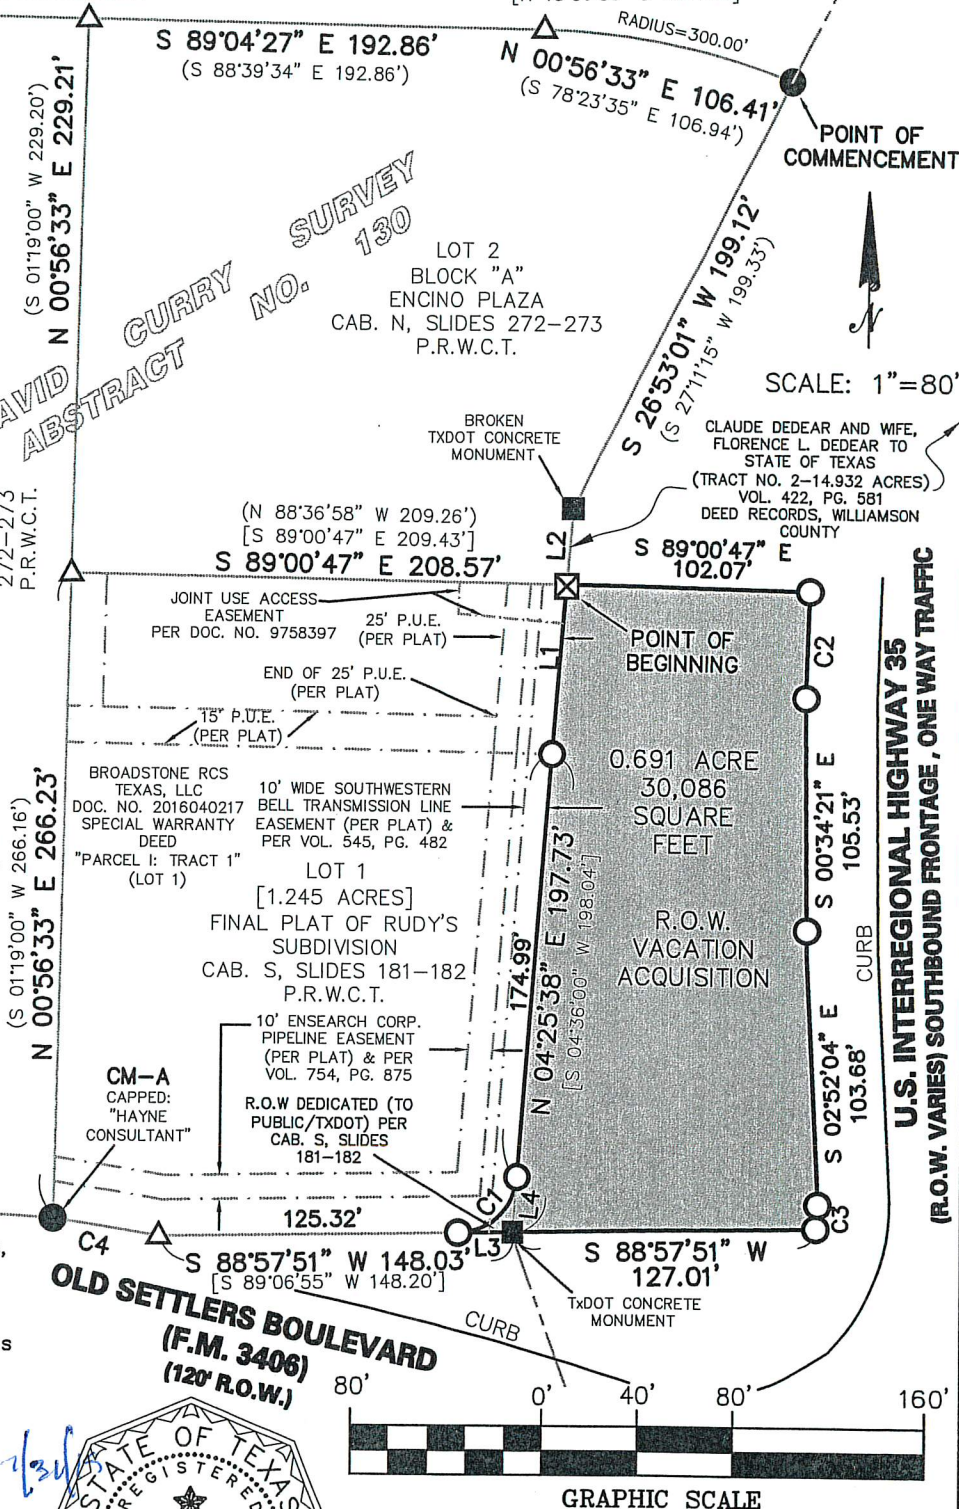 RADIUS=300.00'
S 89°04'27" E 192.86'
(S 88°39'34" E 192.86')
N 00°56'33" E 106.41'
(S 78°23'35" E 106.94')
POINT OF
COMMENCEMENT
(S 01°19'00" W 229.20')
N 00°56'33" E 229.21'
DAVID CURRY SURVEY
ABSTRACT NO. 130
LOT 2
BLOCK "A"
ENCINO PLAZA
CAB. N, SLIDES 272-273
P.R.W.C.T.
S 26°53'01" W 199.12'
(S 27°11'15" W 199.33')
N
SCALE: 1"=80'
BROKEN
TXDOT CONCRETE
MONUMENT
CLAUDE DEDEAR AND WIFE,
FLORENCE L. DEDEAR TO
STATE OF TEXAS
(TRACT NO. 2-14.932 ACRES)
VOL. 422, PG. 581
DEED RECORDS, WILLIAMSON
COUNTY
272-273
P.R.W.C.T.
(N 88°36'58" W 209.26')
[S 89°00'47" E 209.43']
S 89°00'47" E 208.57'
L2
S 89°00'47" E
102.07'
JOINT USE ACCESS
EASEMENT
PER DOC. NO. 9758397
25' P.U.E.
(PER PLAT)
L1
POINT OF
BEGINNING
C2
END OF 25' P.U.E.
(PER PLAT)
15' P.U.E.
(PER PLAT)
BROADSTONE RCS
TEXAS, LLC
DOC. NO. 2016040217
SPECIAL WARRANTY
DEED
"PARCEL I: TRACT 1"
(LOT 1)
10' WIDE SOUTHWESTERN
BELL TRANSMISSION LINE
EASEMENT (PER PLAT) &
PER VOL. 545, PG. 482
0.691 ACRE
30,086
SQUARE
FEET
R.O.W.
VACATION
ACQUISITION
S 00°34'21" E
105.53'
U.S. INTERREGIONAL HIGHWAY 35
(R.O.W. VARIES) SOUTHBOUND FRONTAGE, ONE WAY TRAFFIC
(S 01°19'00" W 266.16')
N 00°56'33" E 266.23'
LOT 1
[1.245 ACRES]
FINAL PLAT OF RUDY'S
SUBDIVISION
CAB. S, SLIDES 181-182
P.R.W.C.T.
174.99'
N 04°25'38" E 197.73'
[S 04°36'00" W 198.04']
CURB
10' ENSEARCH CORP.
PIPELINE EASEMENT
(PER PLAT) & PER
VOL. 754, PG. 875
CM-A
CAPPED:
"HAYNE
CONSULTANT"
R.O.W DEDICATED (TO
PUBLIC/TXDOT) PER
CAB. S, SLIDES
181-182
S 02°52'04" E
103.68'
C1
L4
125.32'
C4
L3
C3
S 88°57'51" W 148.03'
[S 89°06'55" W 148.20']
S 88°57'51" W
127.01'
TxDOT CONCRETE
MONUMENT
OLD SETTLERS BOULEVARD
(F.M. 3406)
(120' R.O.W.)
CURB
s
80' 0' 40' 80' 160'
STATE OF TEXAS
REGISTERED
GRAPHIC SCALE